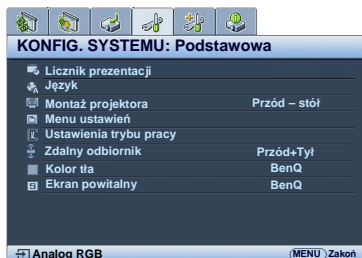 KONFIG. SYSTEMU: Podstawowa
Licznik prezentacji
Język
Montaż projektora Przód – stół
Menu ustawień
Ustawienia trybu pracy
Zdalny odbiornik Przód+Tył
Kolor tła BenQ
Ekran powitalny BenQ
Analog RGB MENU Zakoń